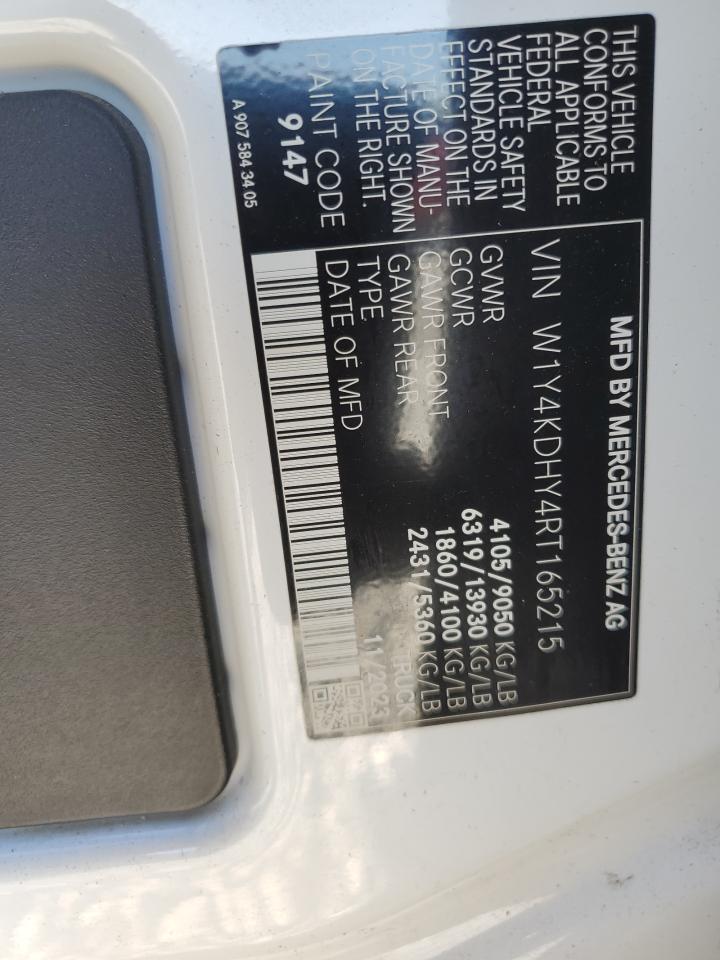 MFD BY MERCEDES-BENZ AG
THIS VEHICLE
CONFORMS TO
ALL APPLICABLE
FEDERAL
VEHICLE SAFETY
STANDARDS IN
EFFECT ON THE
DATE OF MANU-
FACTURE SHOWN
ON THE RIGHT.
PAINT CODE
9147
VIN W1Y4KDHY4RT165215
GVWR 4105/9050 KG/LB
GCWR 6319/13930 KG/LB
GAWR FRONT 1860/4100 KG/LB
GAWR REAR 2431/5360 KG/LB
TYPE TRUCK
DATE OF MFD 11/2023
A 907 584 34 05